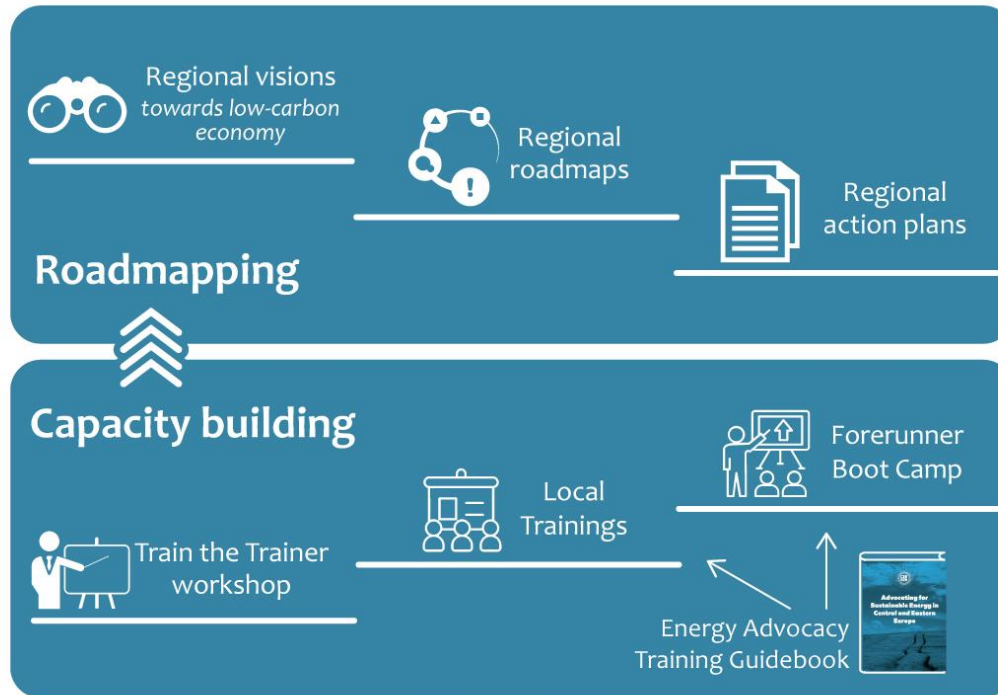 Regional visions
towards low-carbon
economy
Regional
roadmaps
Regional
action plans
Roadmapping
Capacity building
Forerunner
Boot Camp
Local
Trainings
Train the Trainer
workshop
Energy Advocacy
Training Guidebook
Advocating for
Sustainable Energy in
Central and Eastern
Europe